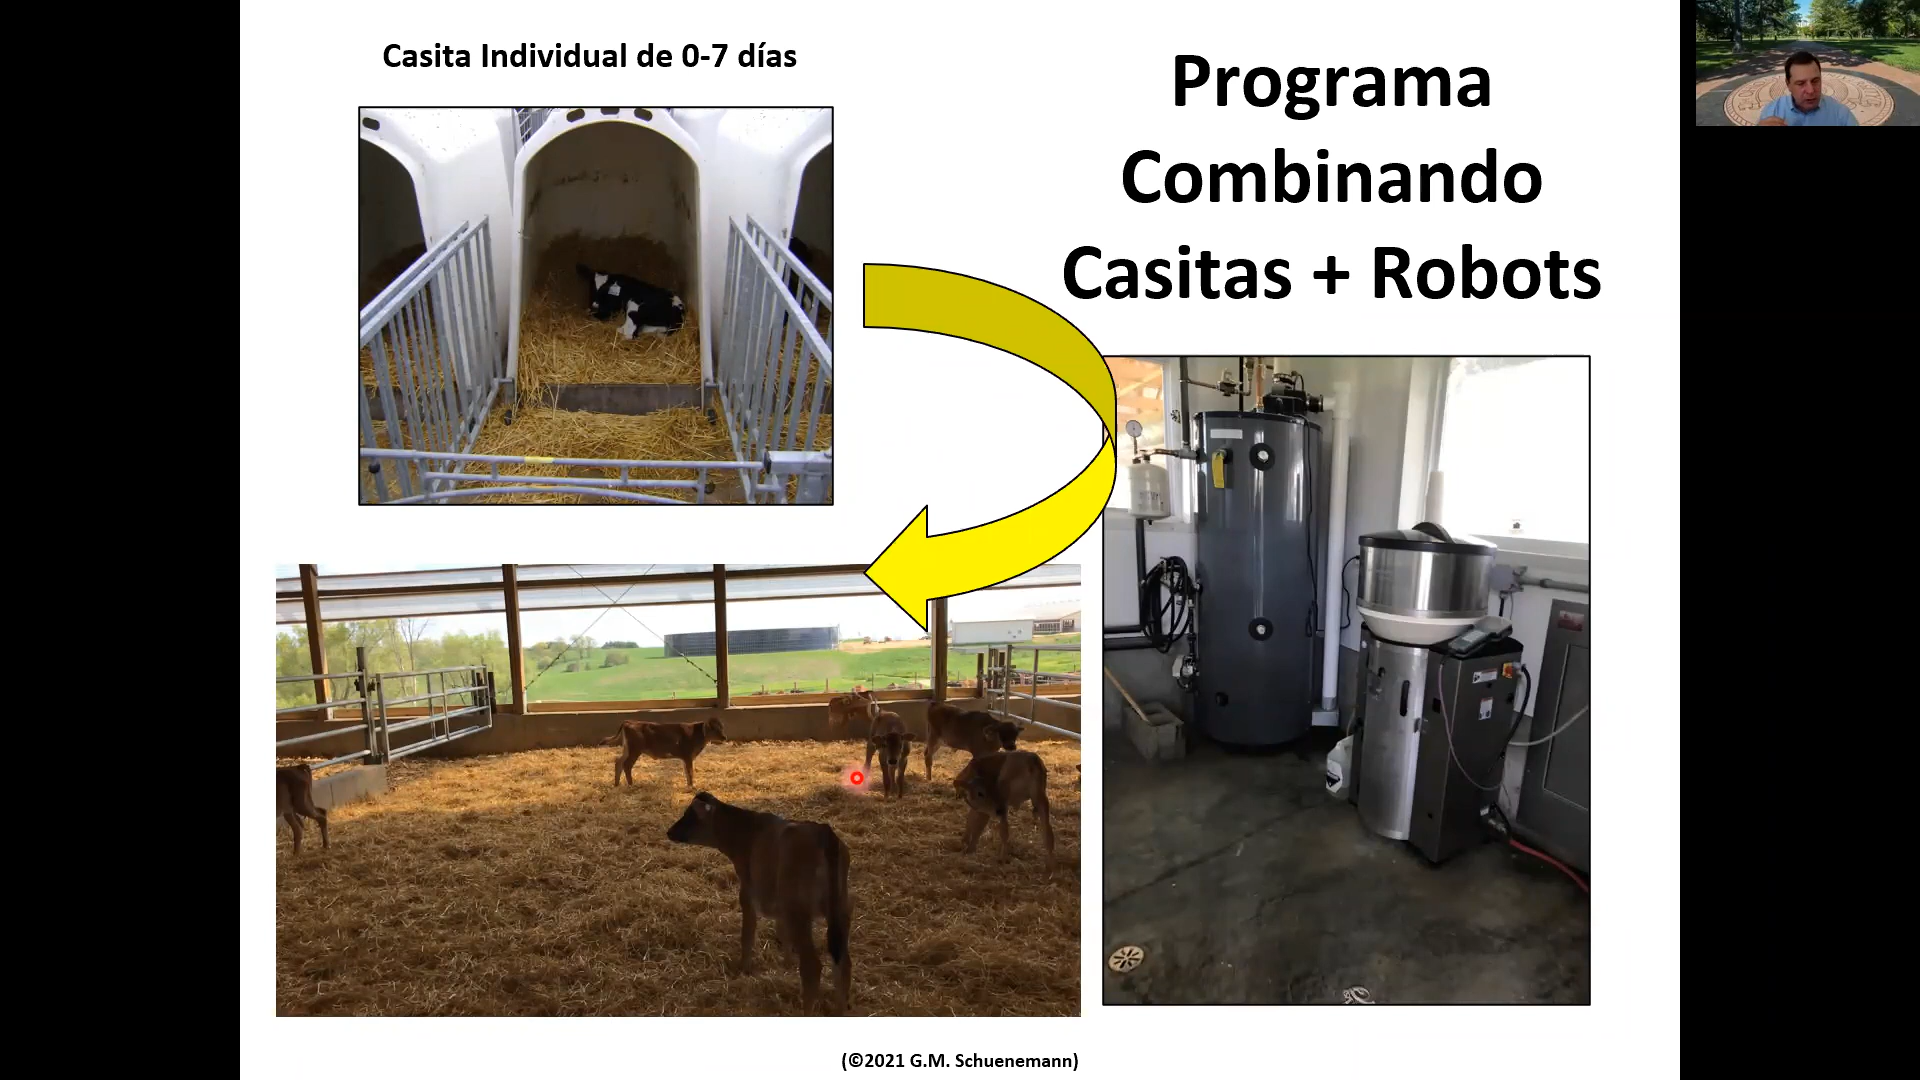 Casita Individual de 0-7 días
Programa
Combinando
Casitas + Robots
(©2021 G.M. Schuenemann)